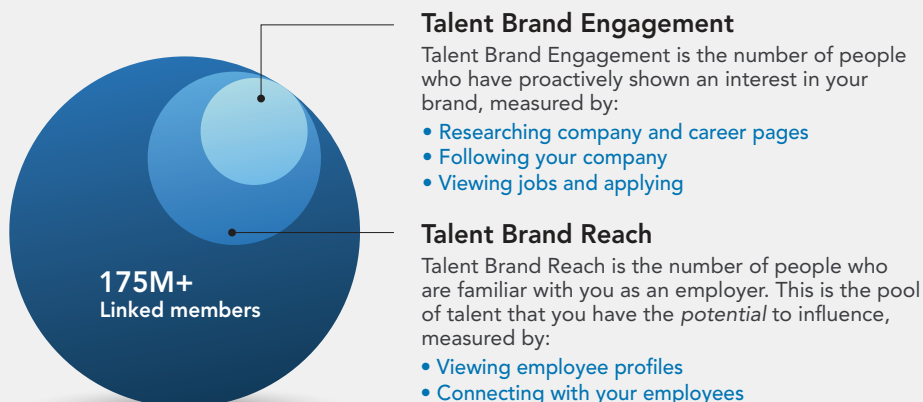 Talent Brand Engagement
Talent Brand Engagement is the number of people
who have proactively shown an interest in your
brand, measured by:
• Researching company and career pages
• Following your company
• Viewing jobs and applying
175M+
Linked members
Talent Brand Reach
Talent Brand Reach is the number of people who
are familiar with you as an employer. This is the pool
of talent that you have the potential to influence,
measured by:
• Viewing employee profiles
• Connecting with your employees